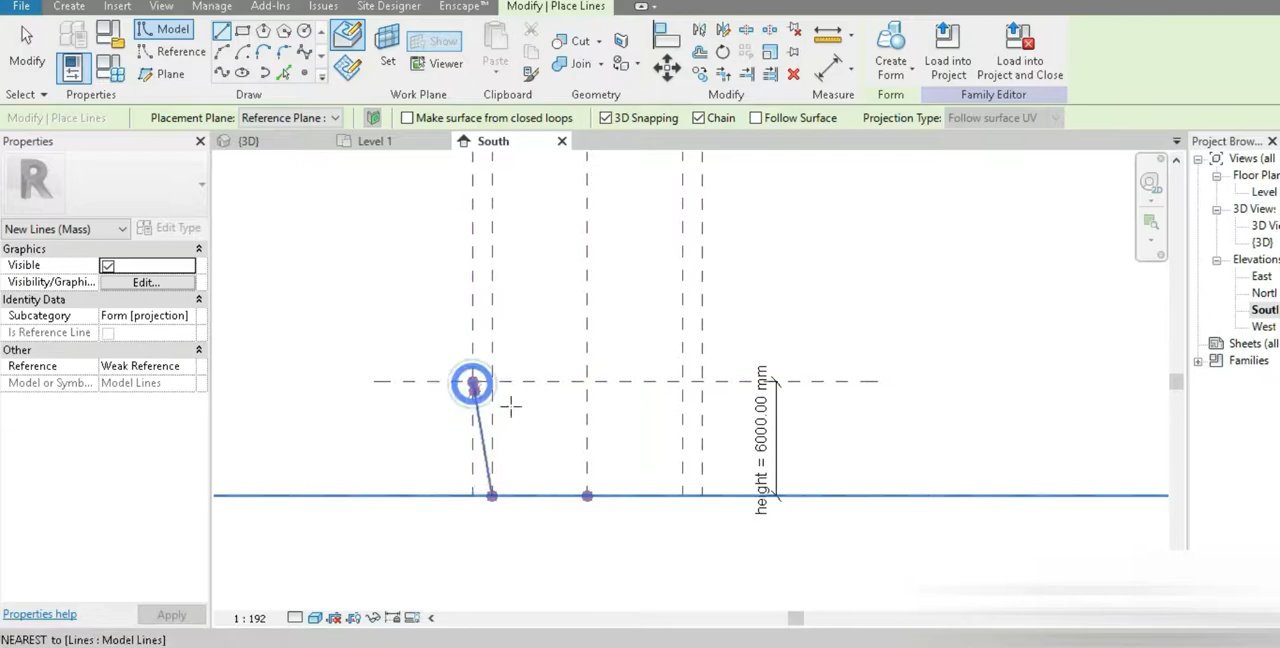 File Create Insert View Manage Add-Ins Issues Site Designer Enscape™ Modify | Place Lines
Modify
Select
Properties
Model
Reference
Plane
Draw
Set
Show
Viewer
Work Plane
Paste
Clipboard
Cut
Join
Geometry
Modify
Measure
Create
Form
Form
Load into
Project
Load into
Project and Close
Family Editor
Modify | Place Lines Placement Plane: Reference Plane : Make surface from closed loops 3D Snapping Chain Follow Surface Projection Type: Follow surface UV
Properties
{3D} Level 1 South
Project Brow...
R
New Lines (Mass) Edit Type
Graphics
Visible
Visibility/Graphi... Edit...
Identity Data
Subcategory Form [projection]
Is Reference Line
Other
Reference Weak Reference
Model or Symb... Model Lines
height = 6000.00 mm
2D
Views (all
Floor Plan
Level
3D Views
3D Vi
{3D}
Elevations
East
Nortl
Soutl
West
Sheets (all
Families
Properties help Apply
1 : 192
NEAREST to [Lines : Model Lines]